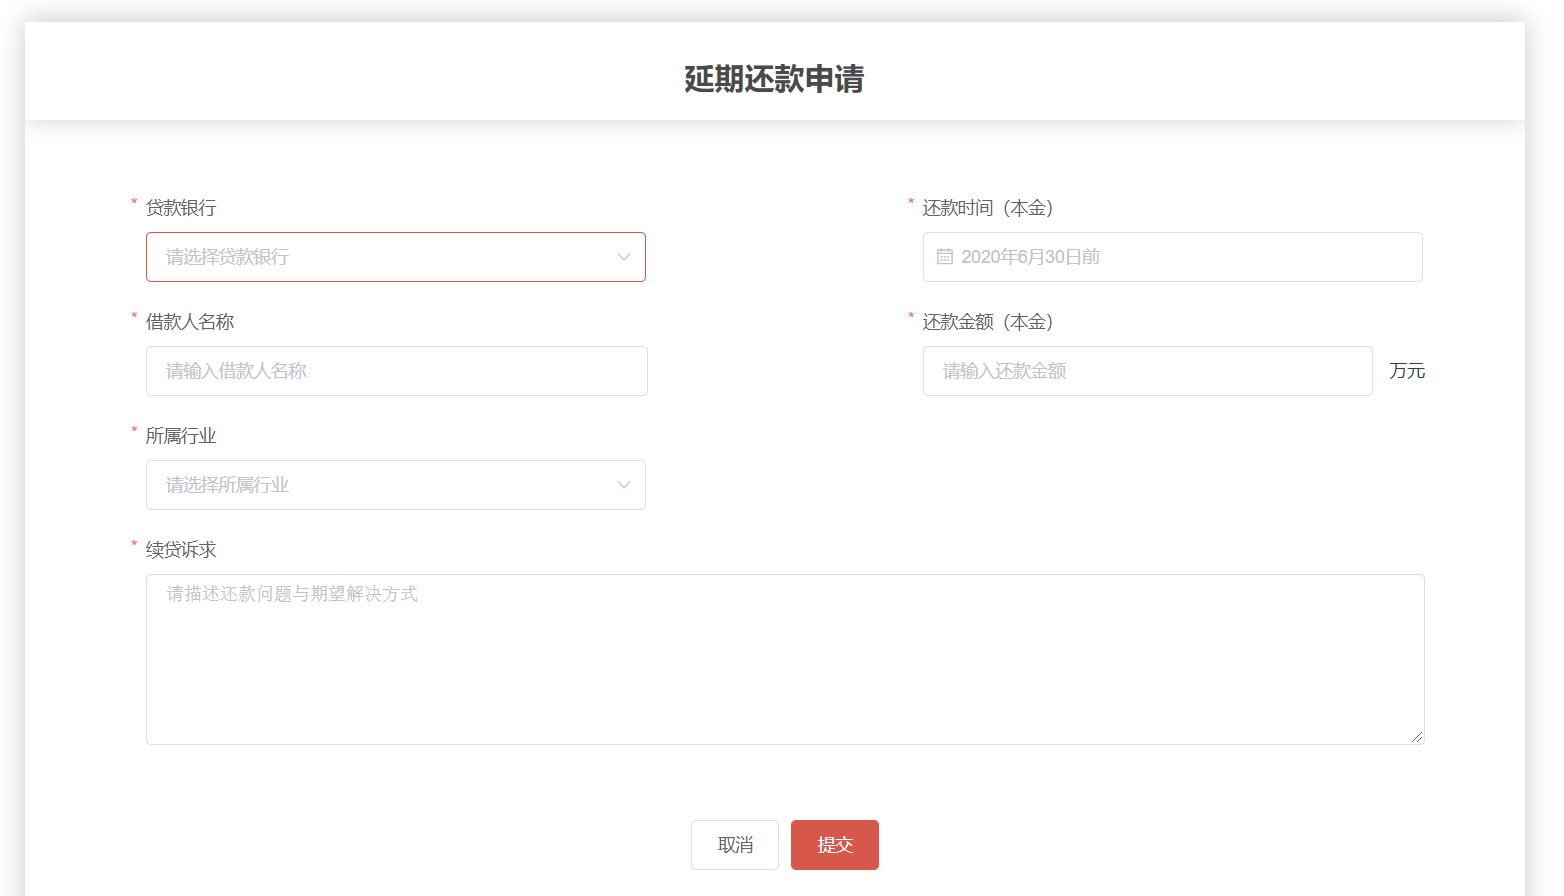 延期还款申请
* 贷款银行
* 还款时间（本金）
请选择贷款银行
2020年6月30日前
* 借款人名称
* 还款金额（本金）
请输入借款人名称
请输入还款金额
万元
* 所属行业
请选择所属行业
* 续贷诉求
请描述还款问题与期望解决方式
取消
提交